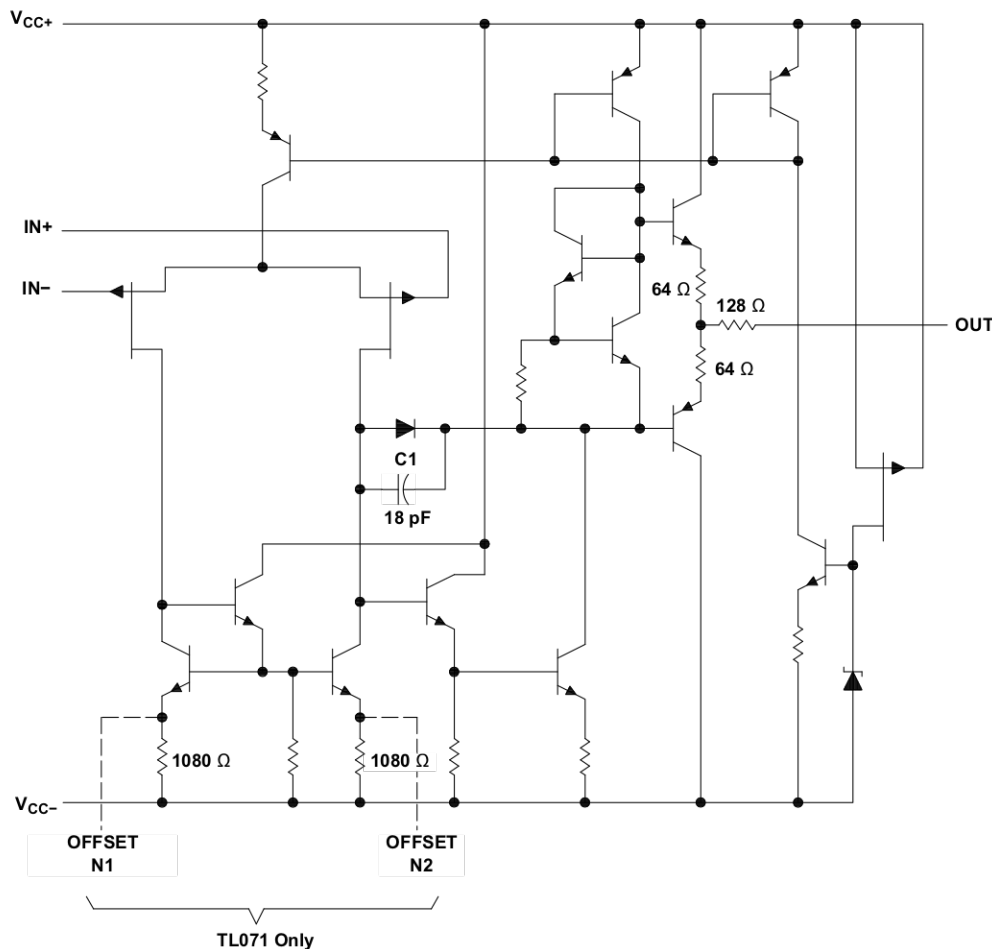 VCC+
IN+
IN−
64 Ω
128 Ω
OUT
64 Ω
C1
18 pF
1080 Ω
1080 Ω
VCC−
OFFSET
N1
OFFSET
N2
TL071 Only